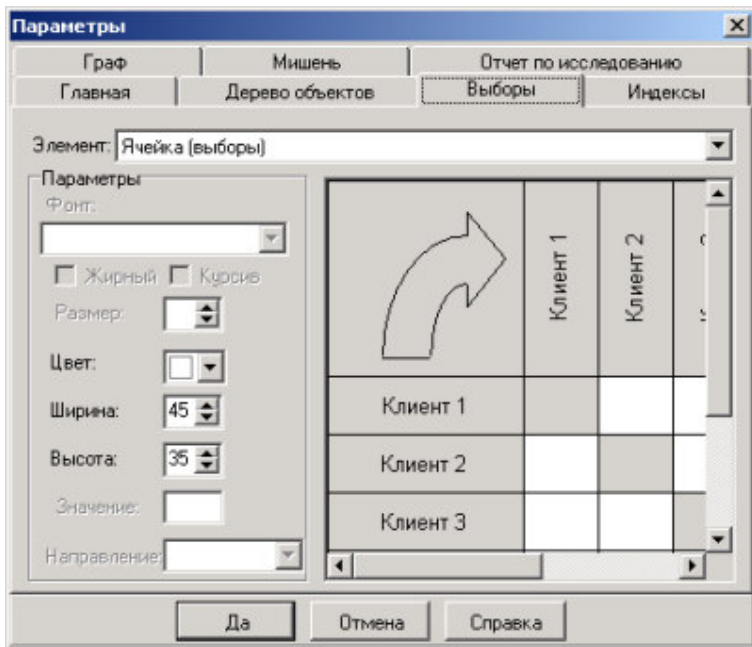 Параметры
Граф Мишень Отчет по исследованию
Главная Дерево объектов Выборы Индексы
Элемент: Ячейка (выборы)
Параметры
Фонт:
Жирный Курсив
Размер:
Цвет:
Ширина: 45
Высота: 35
Значение:
Направление:
Клиент 1
Клиент 2
Клиент 1
Клиент 2
Клиент 3
Да Отмена Справка